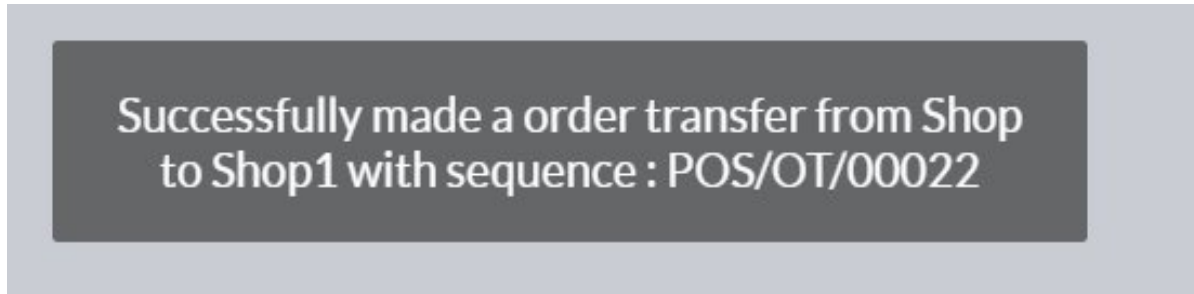 Successfully made a order transfer from Shop
to Shop1 with sequence : POS/OT/00022